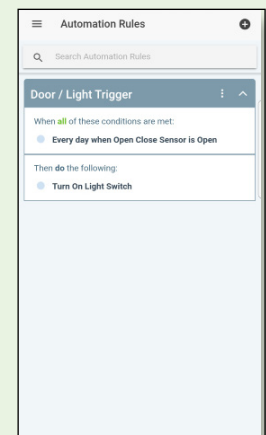 Automation Rules
Search Automation Rules
Door / Light Trigger
When all of these conditions are met:
Every day when Open Close Sensor is Open
Then do the following:
Turn On Light Switch